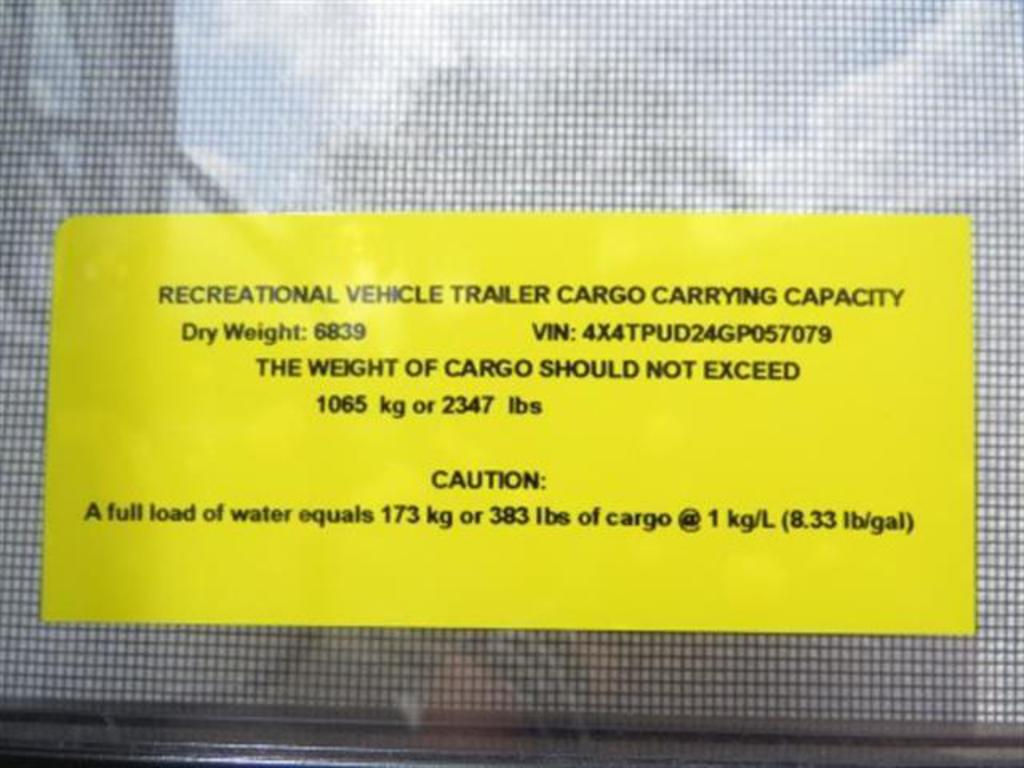 RECREATIONAL VEHICLE TRAILER CARGO CARRYING CAPACITY
Dry Weight: 6839 VIN: 4X4TPUD24GP057079
THE WEIGHT OF CARGO SHOULD NOT EXCEED
1065 kg or 2347 lbs
CAUTION:
A full load of water equals 173 kg or 383 lbs of cargo @ 1 kg/L (8.33 lb/gal)